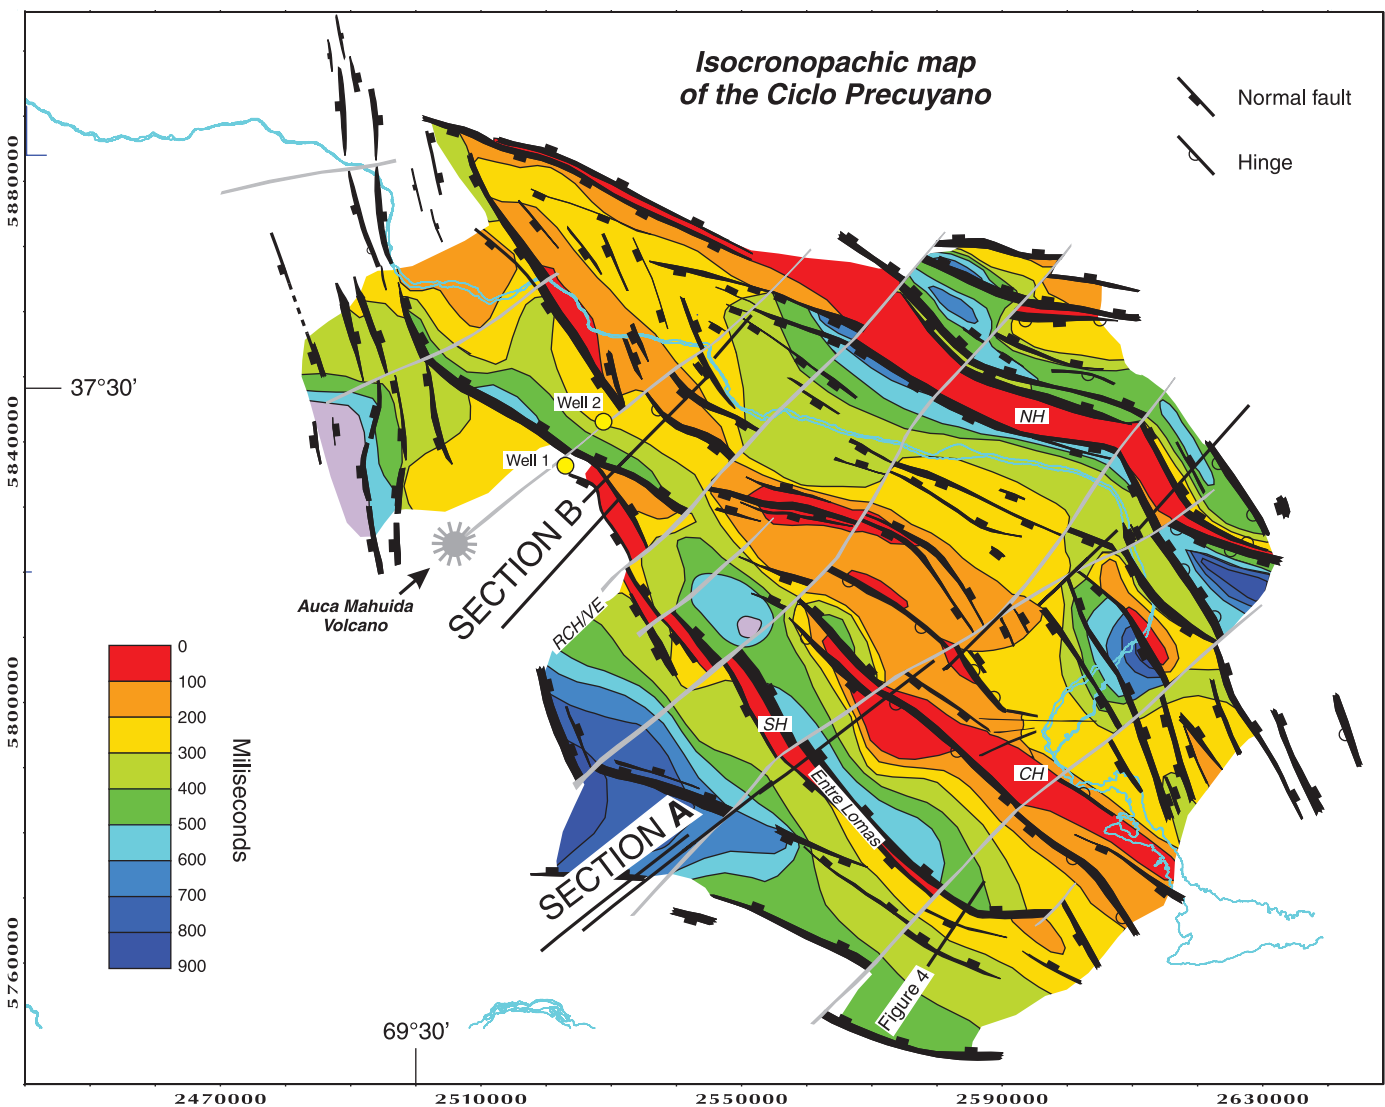 Isocronopachic map
of the Ciclo Precuyano
Normal fault
Hinge
5880000
37°30'
5840000
Well 2
Well 1
NH
SECTION B
Auca Mahuida
Volcano
RCH/VE
0
100
200
300
400
500
600
700
800
900
Milliseconds
5800000
SH
CH
Entre Lomas
SECTION A
5760000
Figure 4
69°30'
2470000
2510000
2550000
2590000
2630000